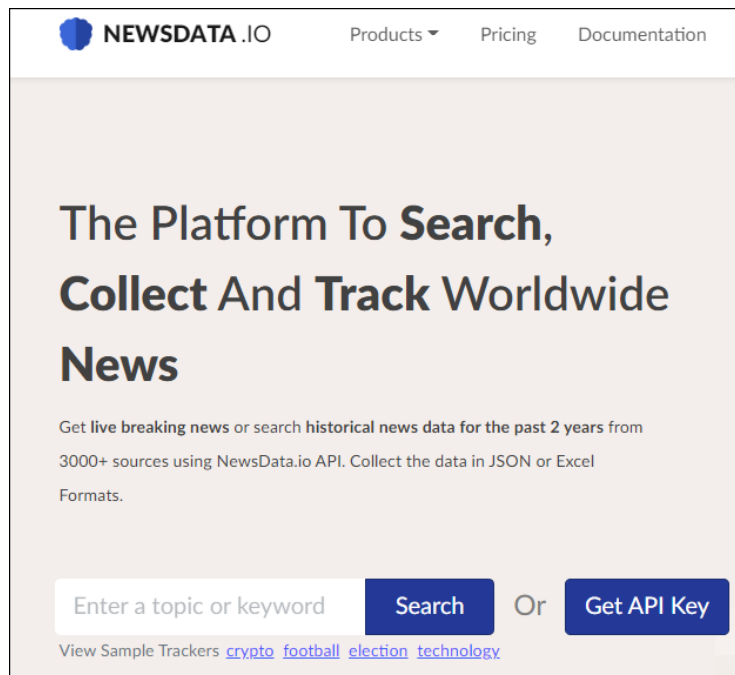 NEWSDATA .IO Products Pricing Documentation
The Platform To Search,
Collect And Track Worldwide
News
Get live breaking news or search historical news data for the past 2 years from
3000+ sources using NewsData.io API. Collect the data in JSON or Excel
Formats.
Enter a topic or keyword Search Or Get API Key
View Sample Trackers crypto football election technology